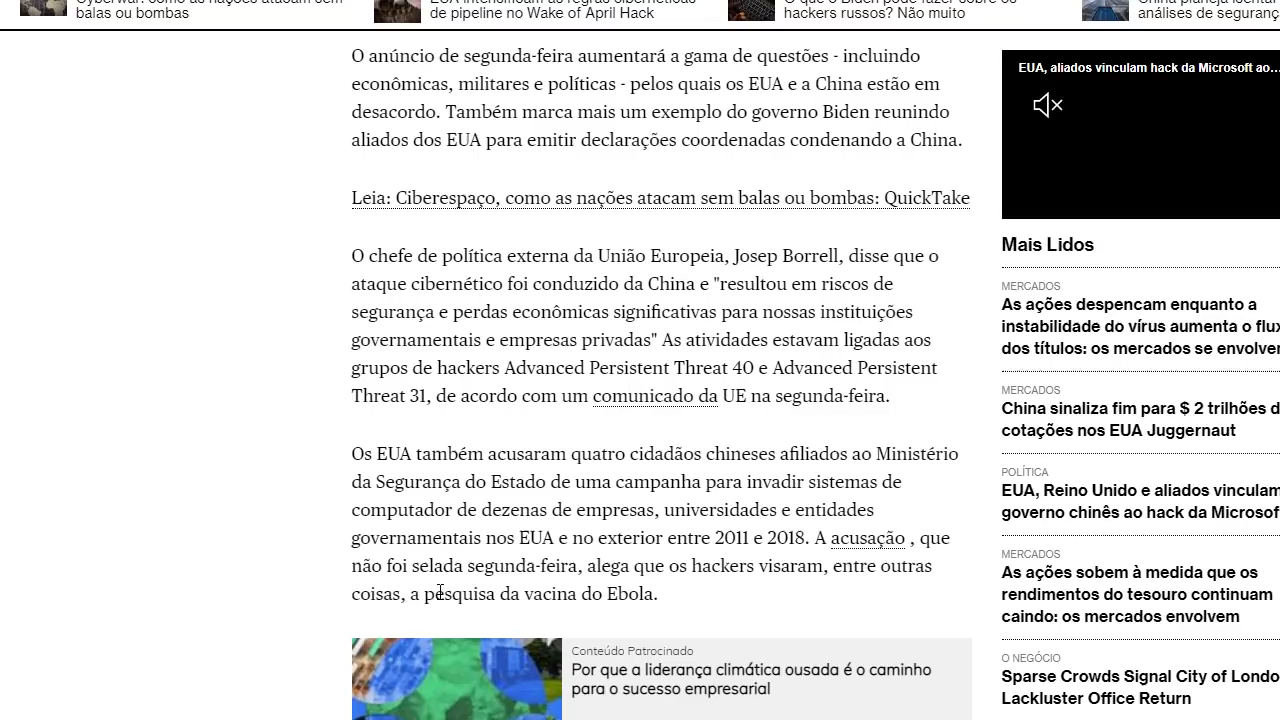 balas ou bombas
de pipeline no Wake of April Hack
hackers russos? Não muito
O anúncio de segunda-feira aumentará a gama de questões - incluindo
econômicas, militares e políticas - pelos quais os EUA e a China estão em
desacordo. Também marca mais um exemplo do governo Biden reunindo
aliados dos EUA para emitir declarações coordenadas condenando a China.
Leia: Ciberespaço, como as nações atacam sem balas ou bombas: QuickTake
O chefe de política externa da União Europeia, Josep Borrell, disse que o
ataque cibernético foi conduzido da China e "resultou em riscos de
segurança e perdas econômicas significativas para nossas instituições
governamentais e empresas privadas" As atividades estavam ligadas aos
grupos de hackers Advanced Persistent Threat 40 e Advanced Persistent
Threat 31, de acordo com um comunicado da UE na segunda-feira.
Os EUA também acusaram quatro cidadãos chineses afiliados ao Ministério
da Segurança do Estado de uma campanha para invadir sistemas de
computador de dezenas de empresas, universidades e entidades
governamentais nos EUA e no exterior entre 2011 e 2018. A acusação , que
não foi selada segunda-feira, alega que os hackers visaram, entre outras
coisas, a pesquisa da vacina do Ebola.
Conteúdo Patrocinado
Por que a liderança climática ousada é o caminho
para o sucesso empresarial
EUA, aliados vinculam hack da Microsoft ao...
Mais Lidos
MERCADOS
As ações despencam enquanto a
instabilidade do vírus aumenta o
dos títulos: os mercados se
MERCADOS
China sinaliza fim para $ 2 trilhões
cotações nos EUA Juggernaut
POLÍTICA
EUA, Reino Unido e aliados vinculam
governo chinês ao hack da
MERCADOS
As ações sobem à medida que os
rendimentos do tesouro continuam
caindo: os mercados envolvem
O NEGÓCIO
Sparse Crowds Signal City of
Lackluster Office Return